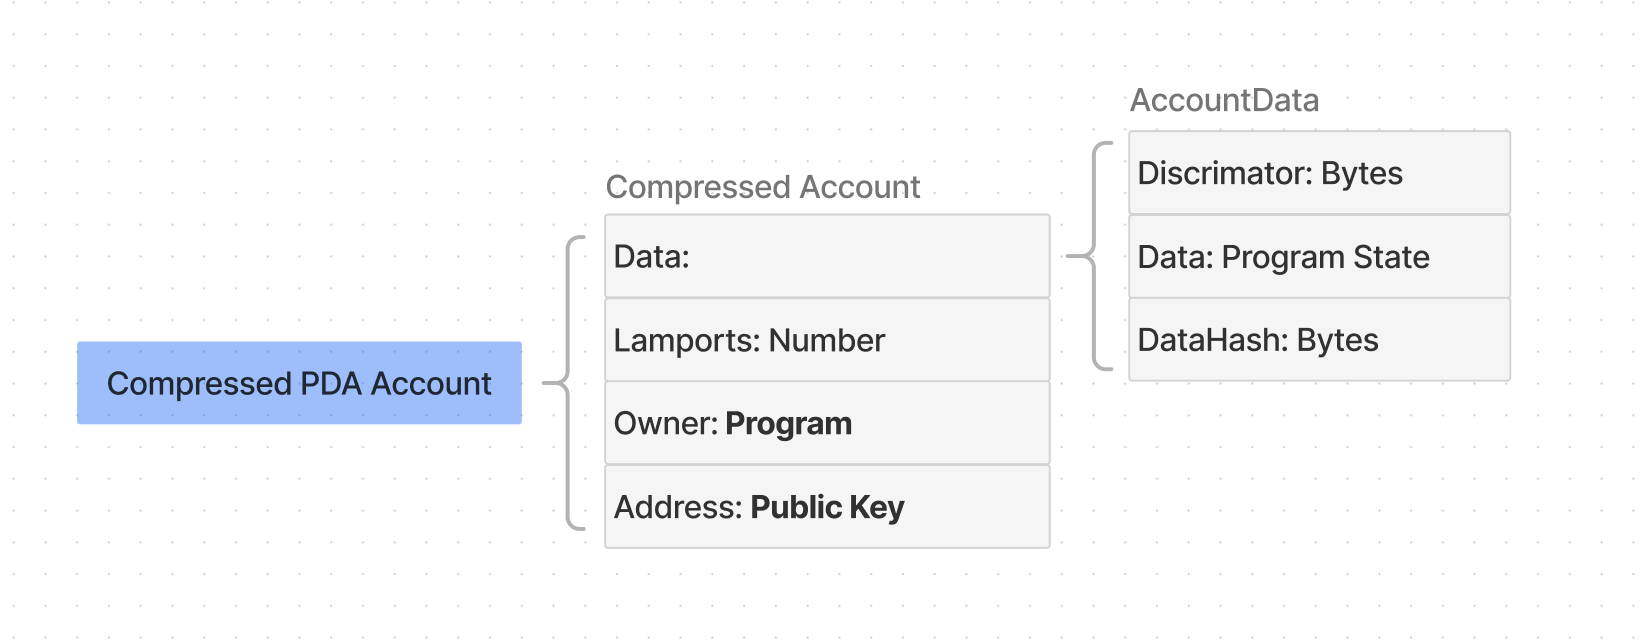 Compressed PDA Account
Compressed Account
Data:
Lamports: Number
Owner: Program
Address: Public Key
AccountData
Discrimator: Bytes
Data: Program State
DataHash: Bytes